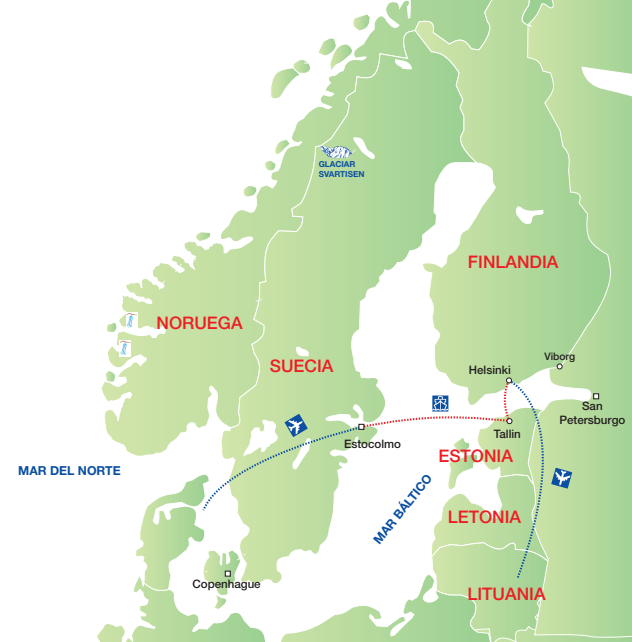 GLACIAR
SVARTISEN
FINLANDIA
NORUEGA
SUECIA
Viborg
Helsinki
San
Petersburgo
Tallin
Estocolmo
ESTONIA
MAR DEL NORTE
MAR BÁLTICO
LETONIA
Copenhague
LITUANIA